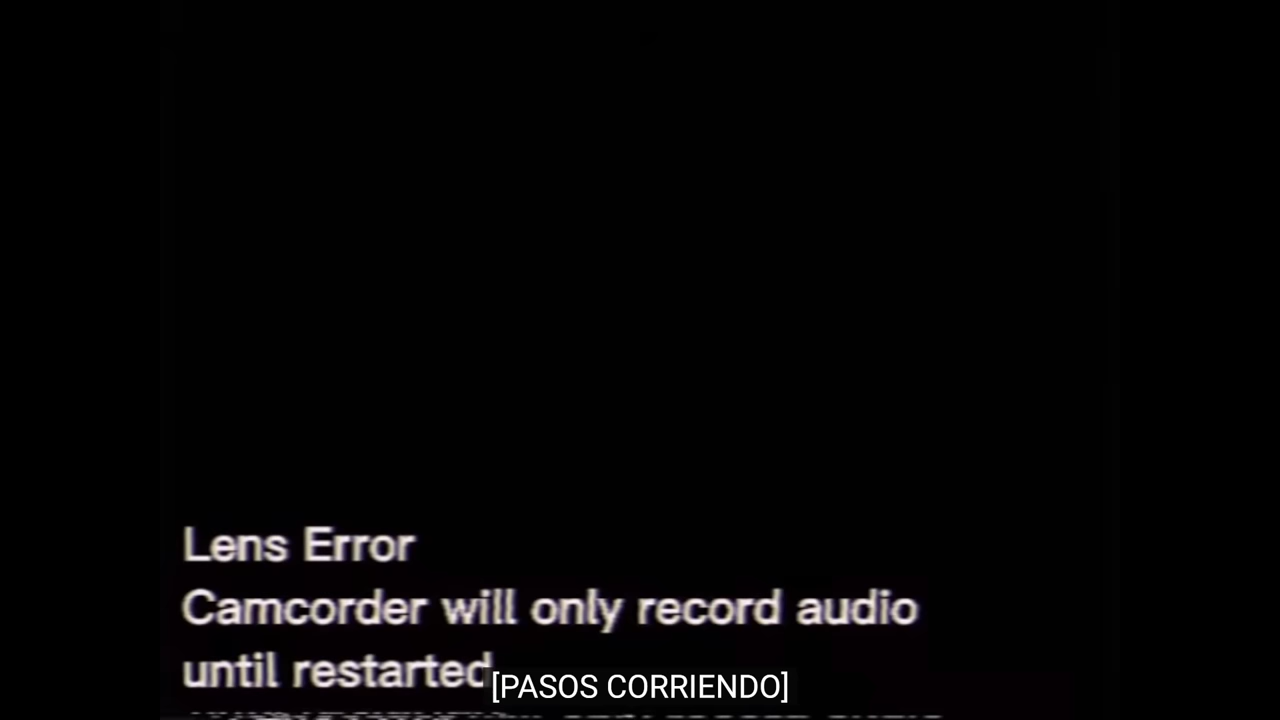 Lens Error
Camcorder will only record audio
until restarted
[PASOS CORRIENDO]